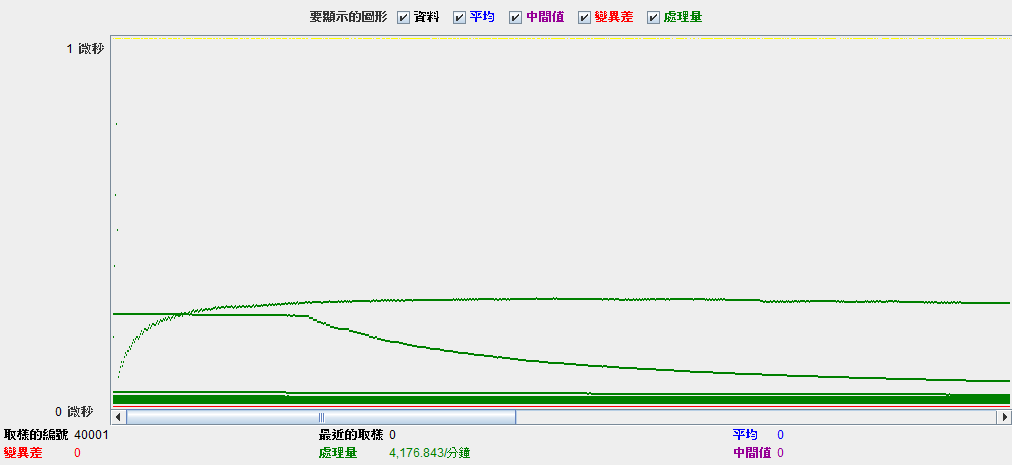 要顯示的圖形 資料 平均 中間值 變異差 處理量
1 微秒
0 微秒
取樣的編號 40001 最近的取樣 0 平均 0
變異差 0 處理量 4,176.843/分鐘 中間值 0